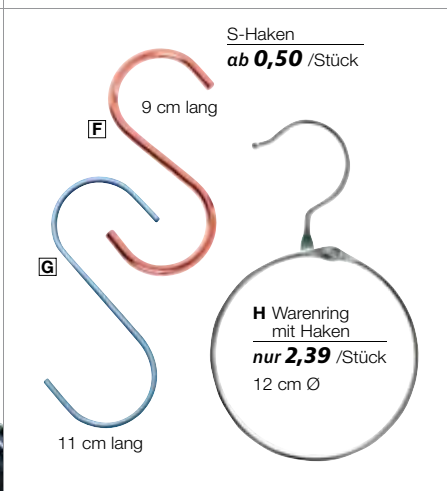 S-Haken
ab 0,50 /Stück
9 cm lang
F
G
H Warenring
mit Haken
nur 2,39 /Stück
12 cm Ø
11 cm lang